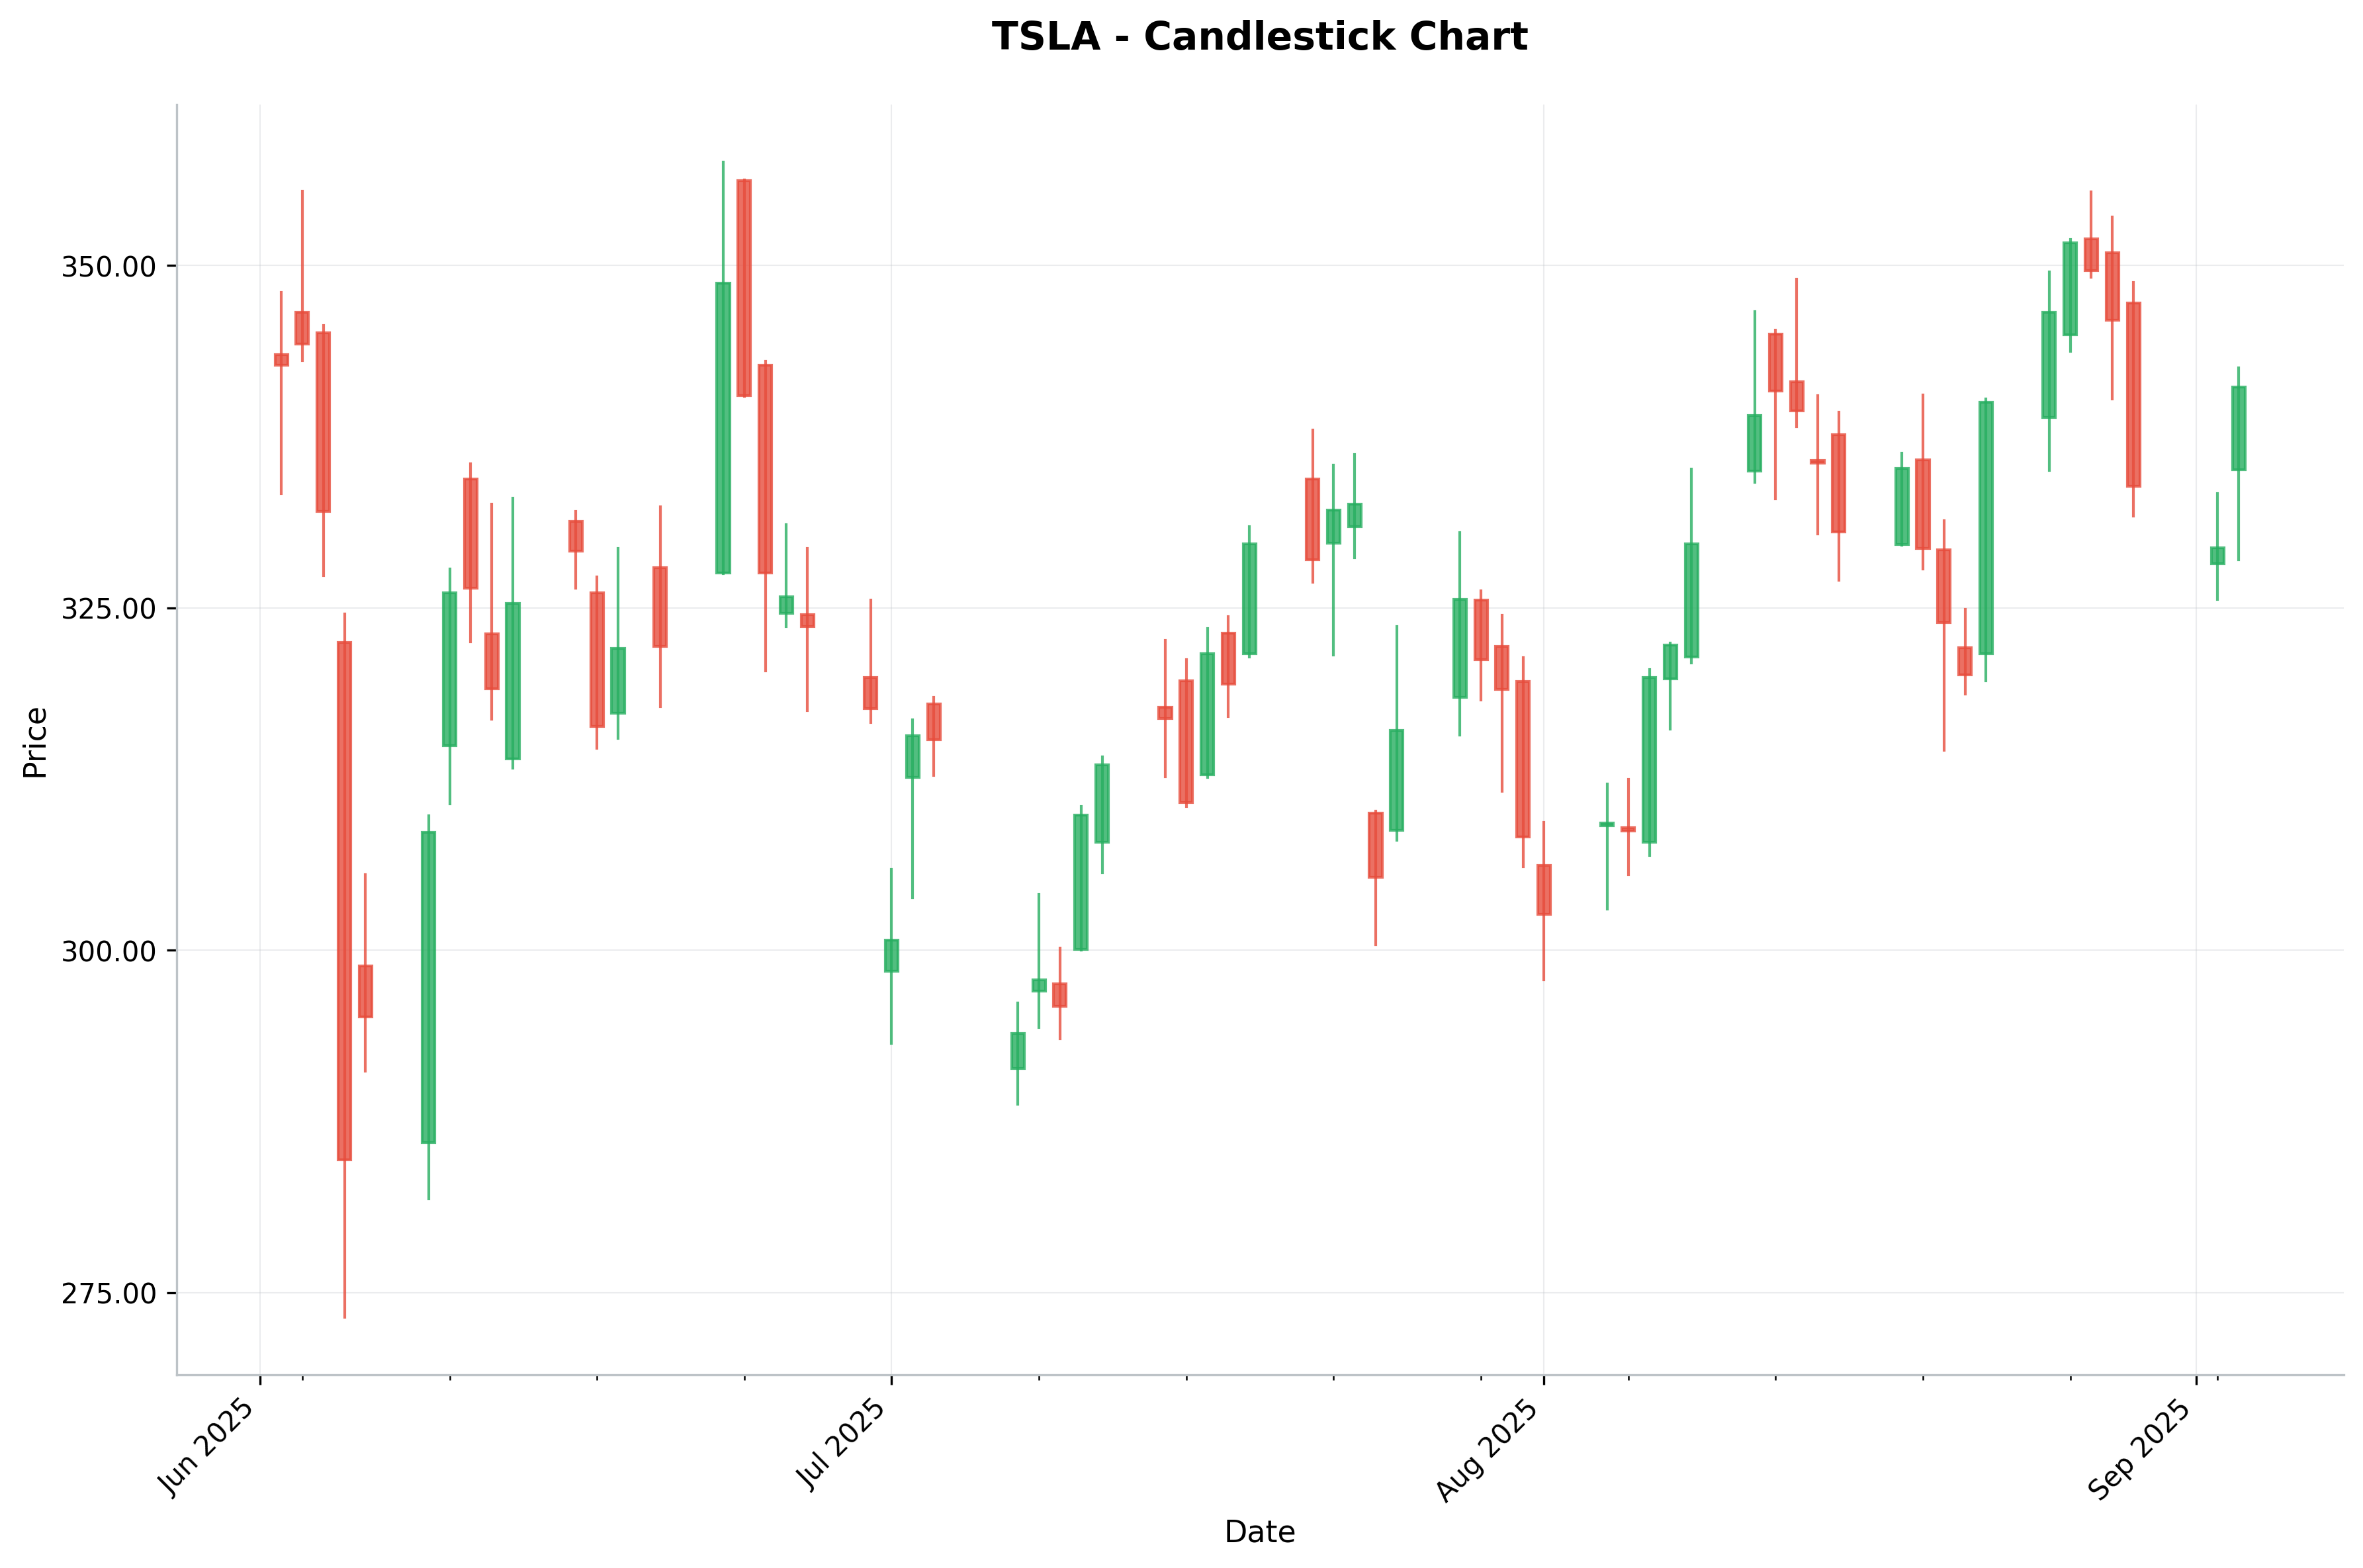 TSLA - Candlestick Chart
Price
350.00
325.00
300.00
275.00
Jun 2025
Jul 2025
Aug 2025
Sep 2025
Date